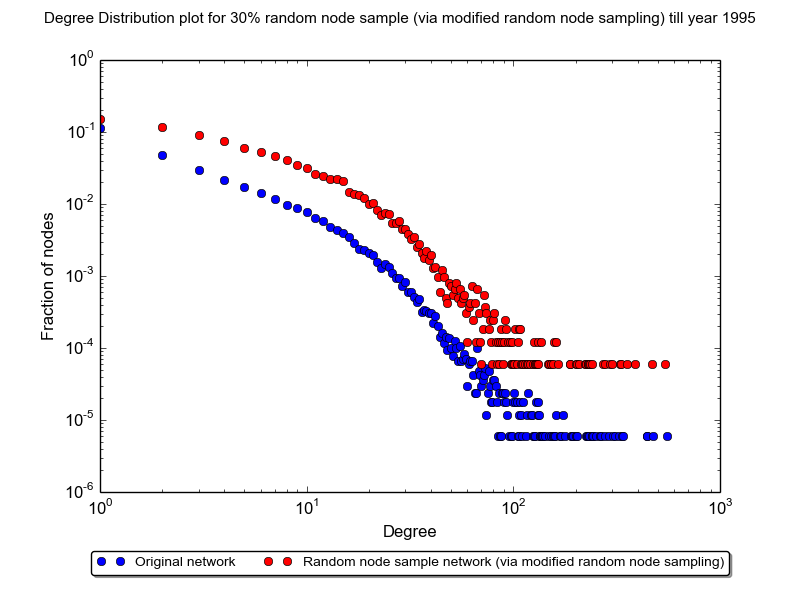 Degree Distribution plot for 30% random node sample (via modified random node sampling) till year 1995
10^0
10^-1
10^-2
10^-3
10^-4
10^-5
10^-6
Fraction of nodes
10^0 10^1 10^2 10^3
Degree
Original network Random node sample network (via modified random node sampling)